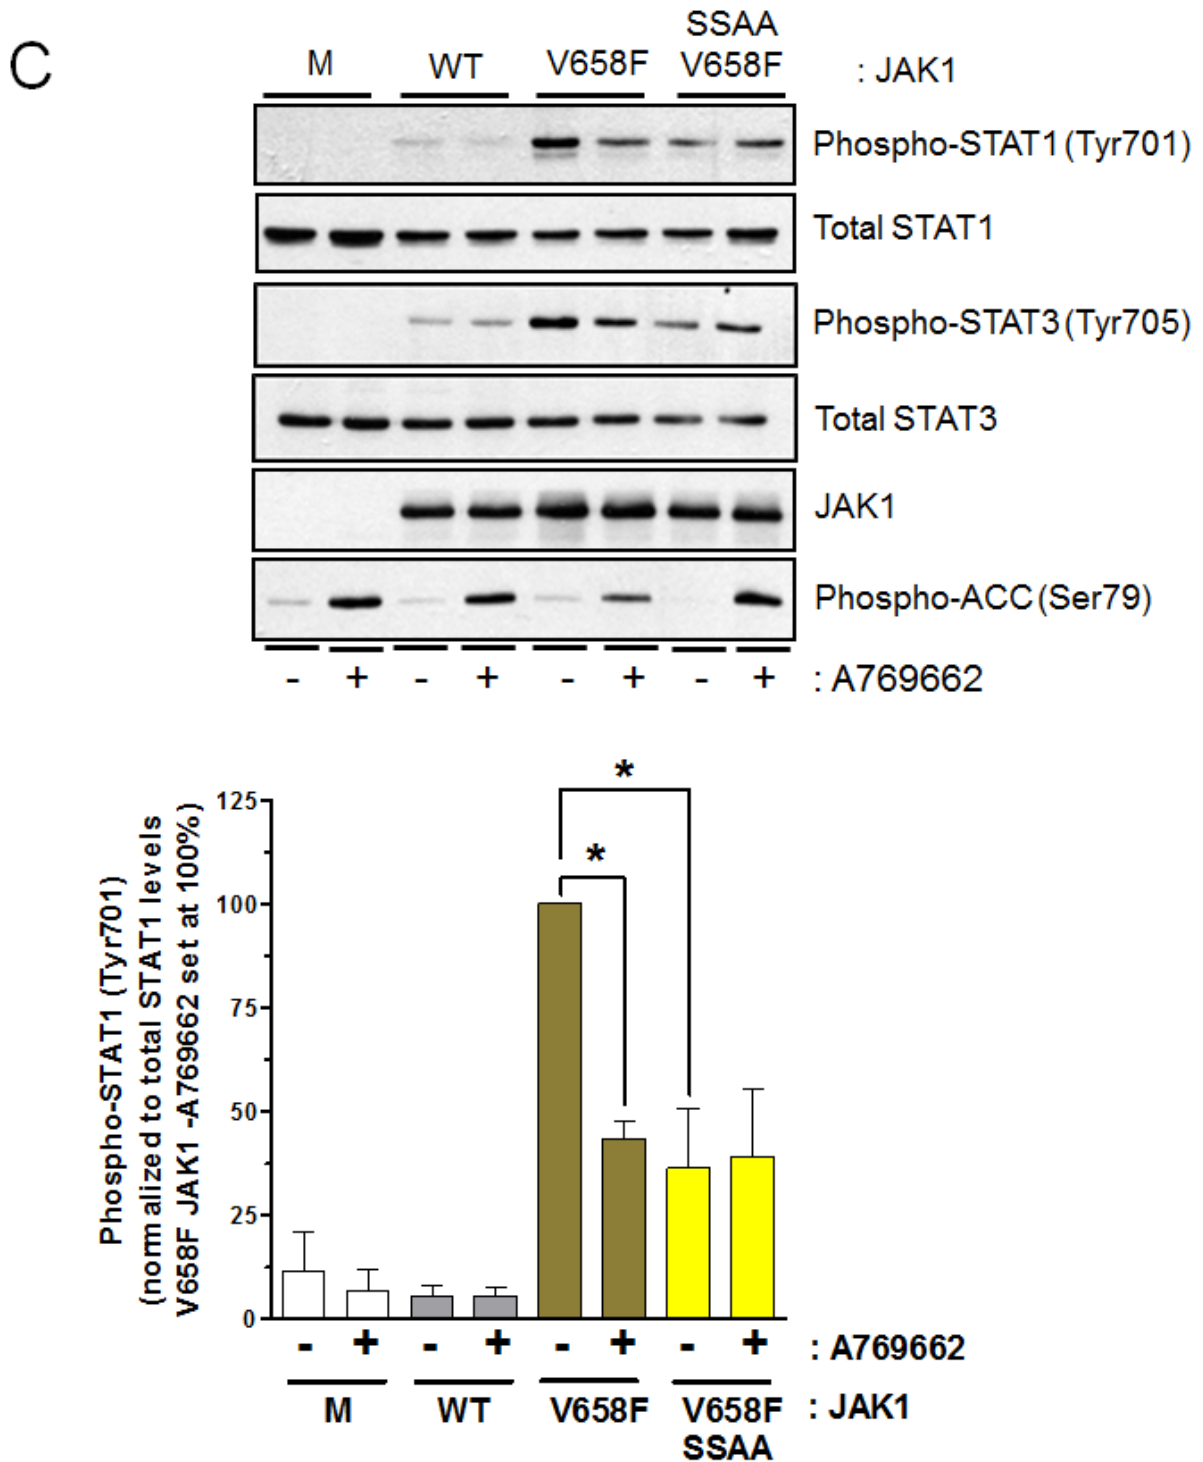 C
M WT V658F SSAA V658F : JAK1
Phospho-STAT1 (Tyr701)
Total STAT1
Phospho-STAT3 (Tyr705)
Total STAT3
JAK1
Phospho-ACC (Ser79)
- + - + - + - + : A769662
Phospho-STAT1 (Tyr701)
(normalized to total STAT1 levels
V658F JAK1 -A769662 set at 100%)
125
100
75
50
25
0
*
*
- + - + - + - + : A769662
M WT V658F V658F : JAK1
SSAA